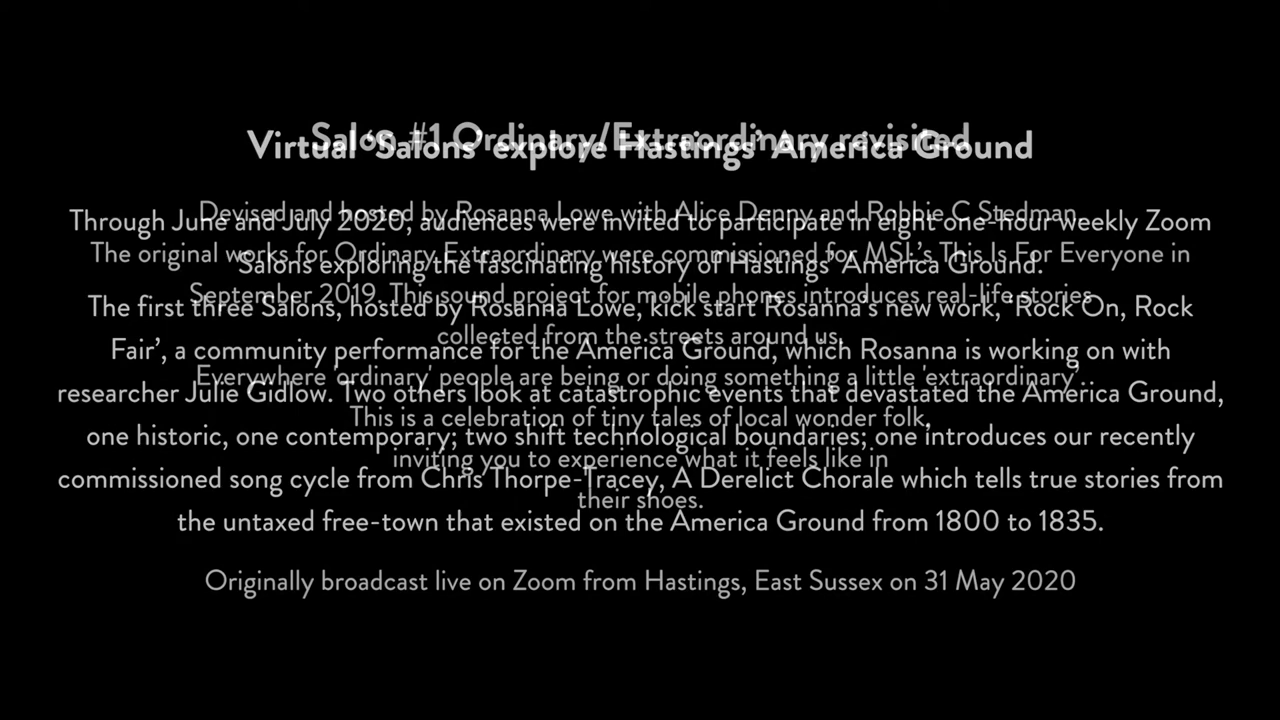 Virtual ‘Salons’ explore Hastings’ America Ground
Through June and July 2020, audiences were invited to participate in eight one-hour weekly Zoom
Salons exploring the fascinating history of Hastings’ America Ground.
The first three Salons, hosted by Rosanna Lowe, kick start Rosanna’s new work, ‘Rock On, Rock
Fair’, a community performance for the America Ground, which Rosanna is working on with
researcher Julie Gidlow. Two others look at catastrophic events that devastated the America Ground,
one historic, one contemporary; two shift technological boundaries; one introduces our recently
commissioned song cycle from Chris Thorpe-Tracey, A Derelict Chorale which tells true stories from
the untaxed free-town that existed on the America Ground from 1800 to 1835.
Salon #1 Ordinary/Extraordinary revisited
Devised and hosted by Rosanna Lowe with Alice Denny and Robbie C Stedman.
The original works for Ordinary Extraordinary were commissioned for MSL's This Is For Everyone in
September 2019. This sound project for mobile phones introduces real-life stories
collected from the streets around us.
Everywhere 'ordinary' people are being or doing something a little 'extraordinary'..
This is a celebration of tiny tales of local wonder folk,
inviting you to experience what it feels like in
their shoes.
Originally broadcast live on Zoom from Hastings, East Sussex on 31 May 2020